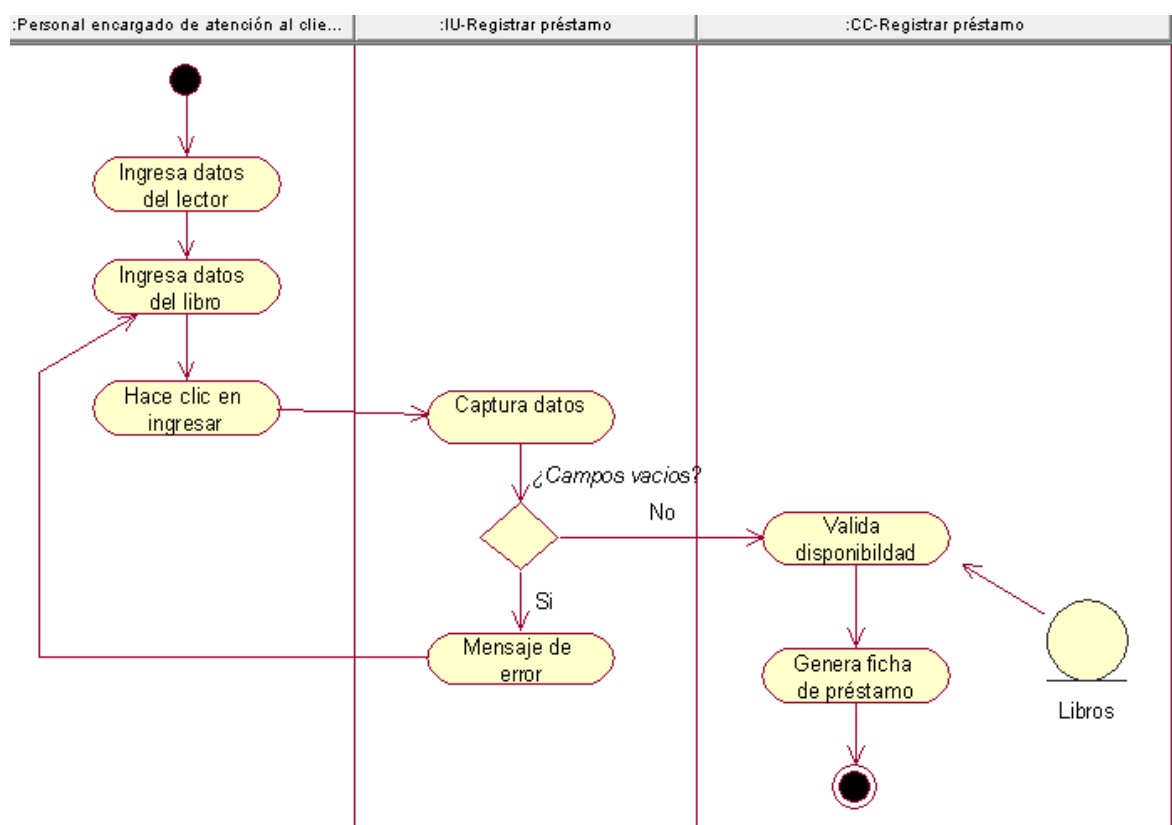 :Personal encargado de atención al clie...
:IU-Registrar préstamo
:CC-Registrar préstamo
Ingresa datos
del lector
Ingresa datos
del libro
Hace clic en
ingresar
Captura datos
¿Campos vacios?
No
Si
Mensaje de
error
Valida
disponibildad
Genera ficha
de préstamo
Libros